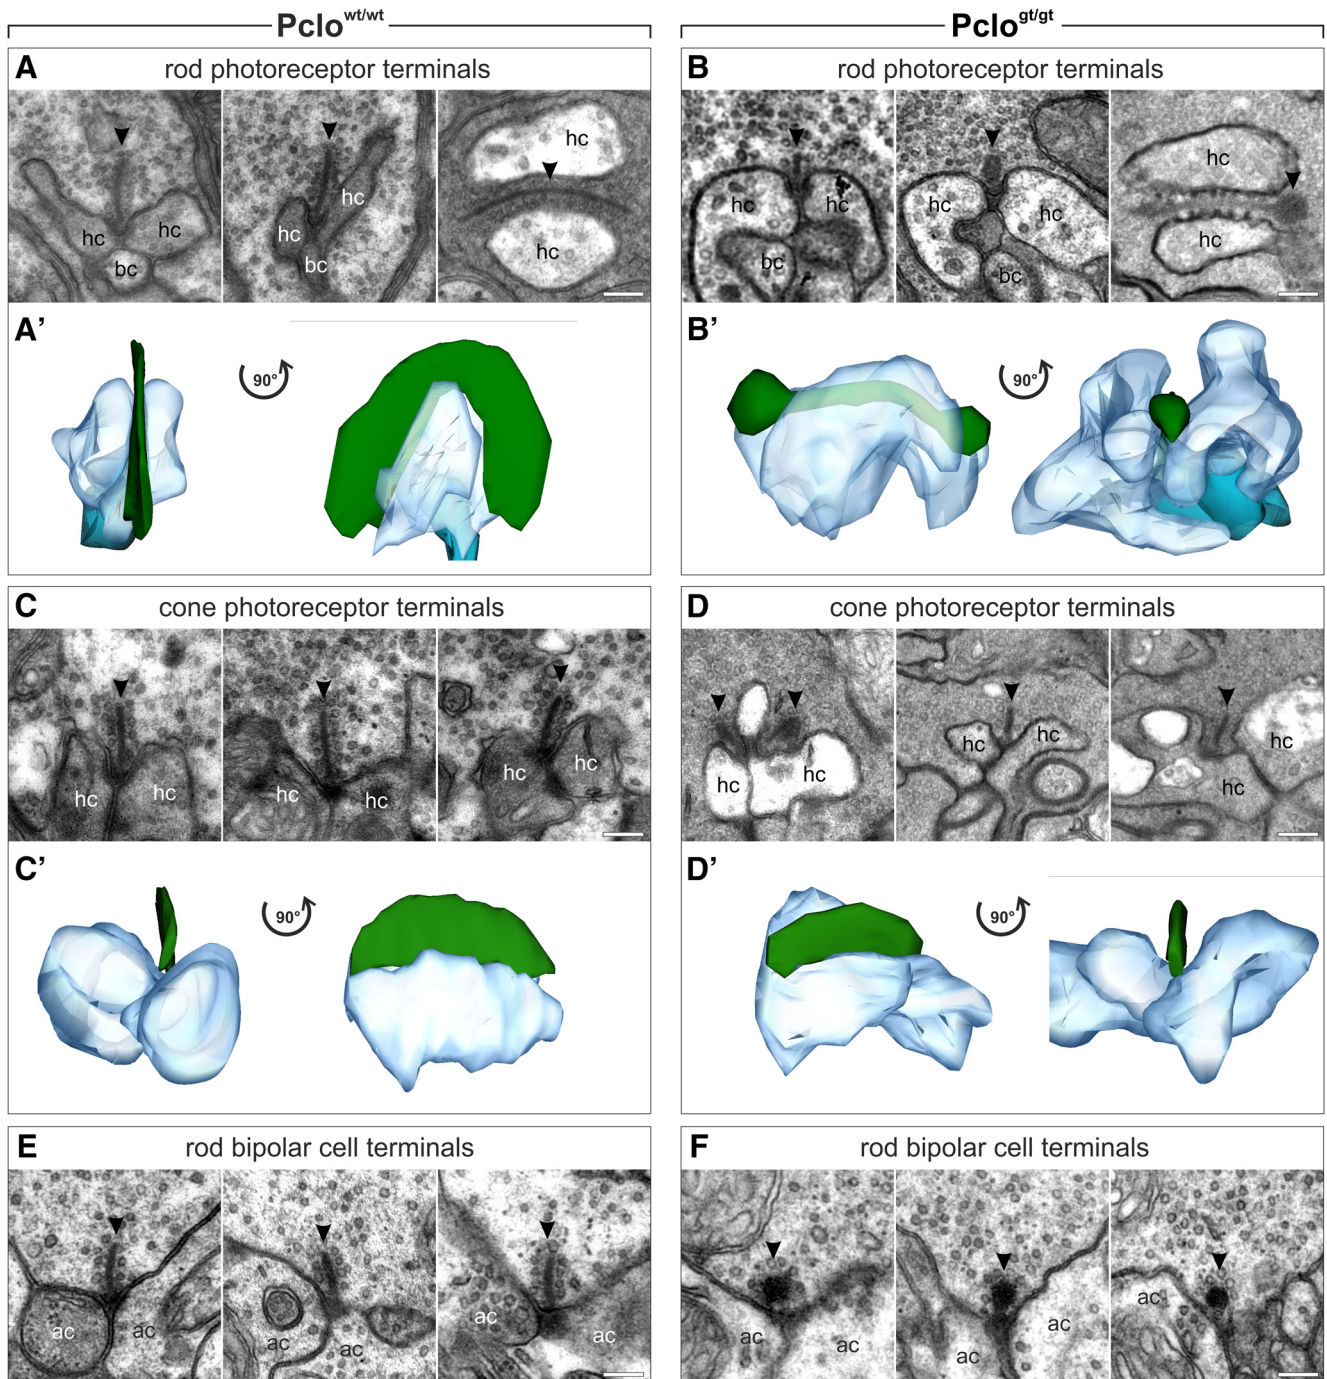 Pclo^wt/wt
Pclo^gt/gt
A
rod photoreceptor terminals
hc
hc
bc
hc
hc
bc
hc
hc
B
rod photoreceptor terminals
hc
hc
bc
hc
hc
bc
hc
hc
A’
90°
B’
90°
C
cone photoreceptor terminals
hc
hc
hc
hc
hc
hc
D
cone photoreceptor terminals
hc
hc
hc
hc
hc
hc
C’
90°
D’
90°
E
rod bipolar cell terminals
ac
ac
ac
ac
ac
ac
F
rod bipolar cell terminals
ac
ac
ac
ac
ac